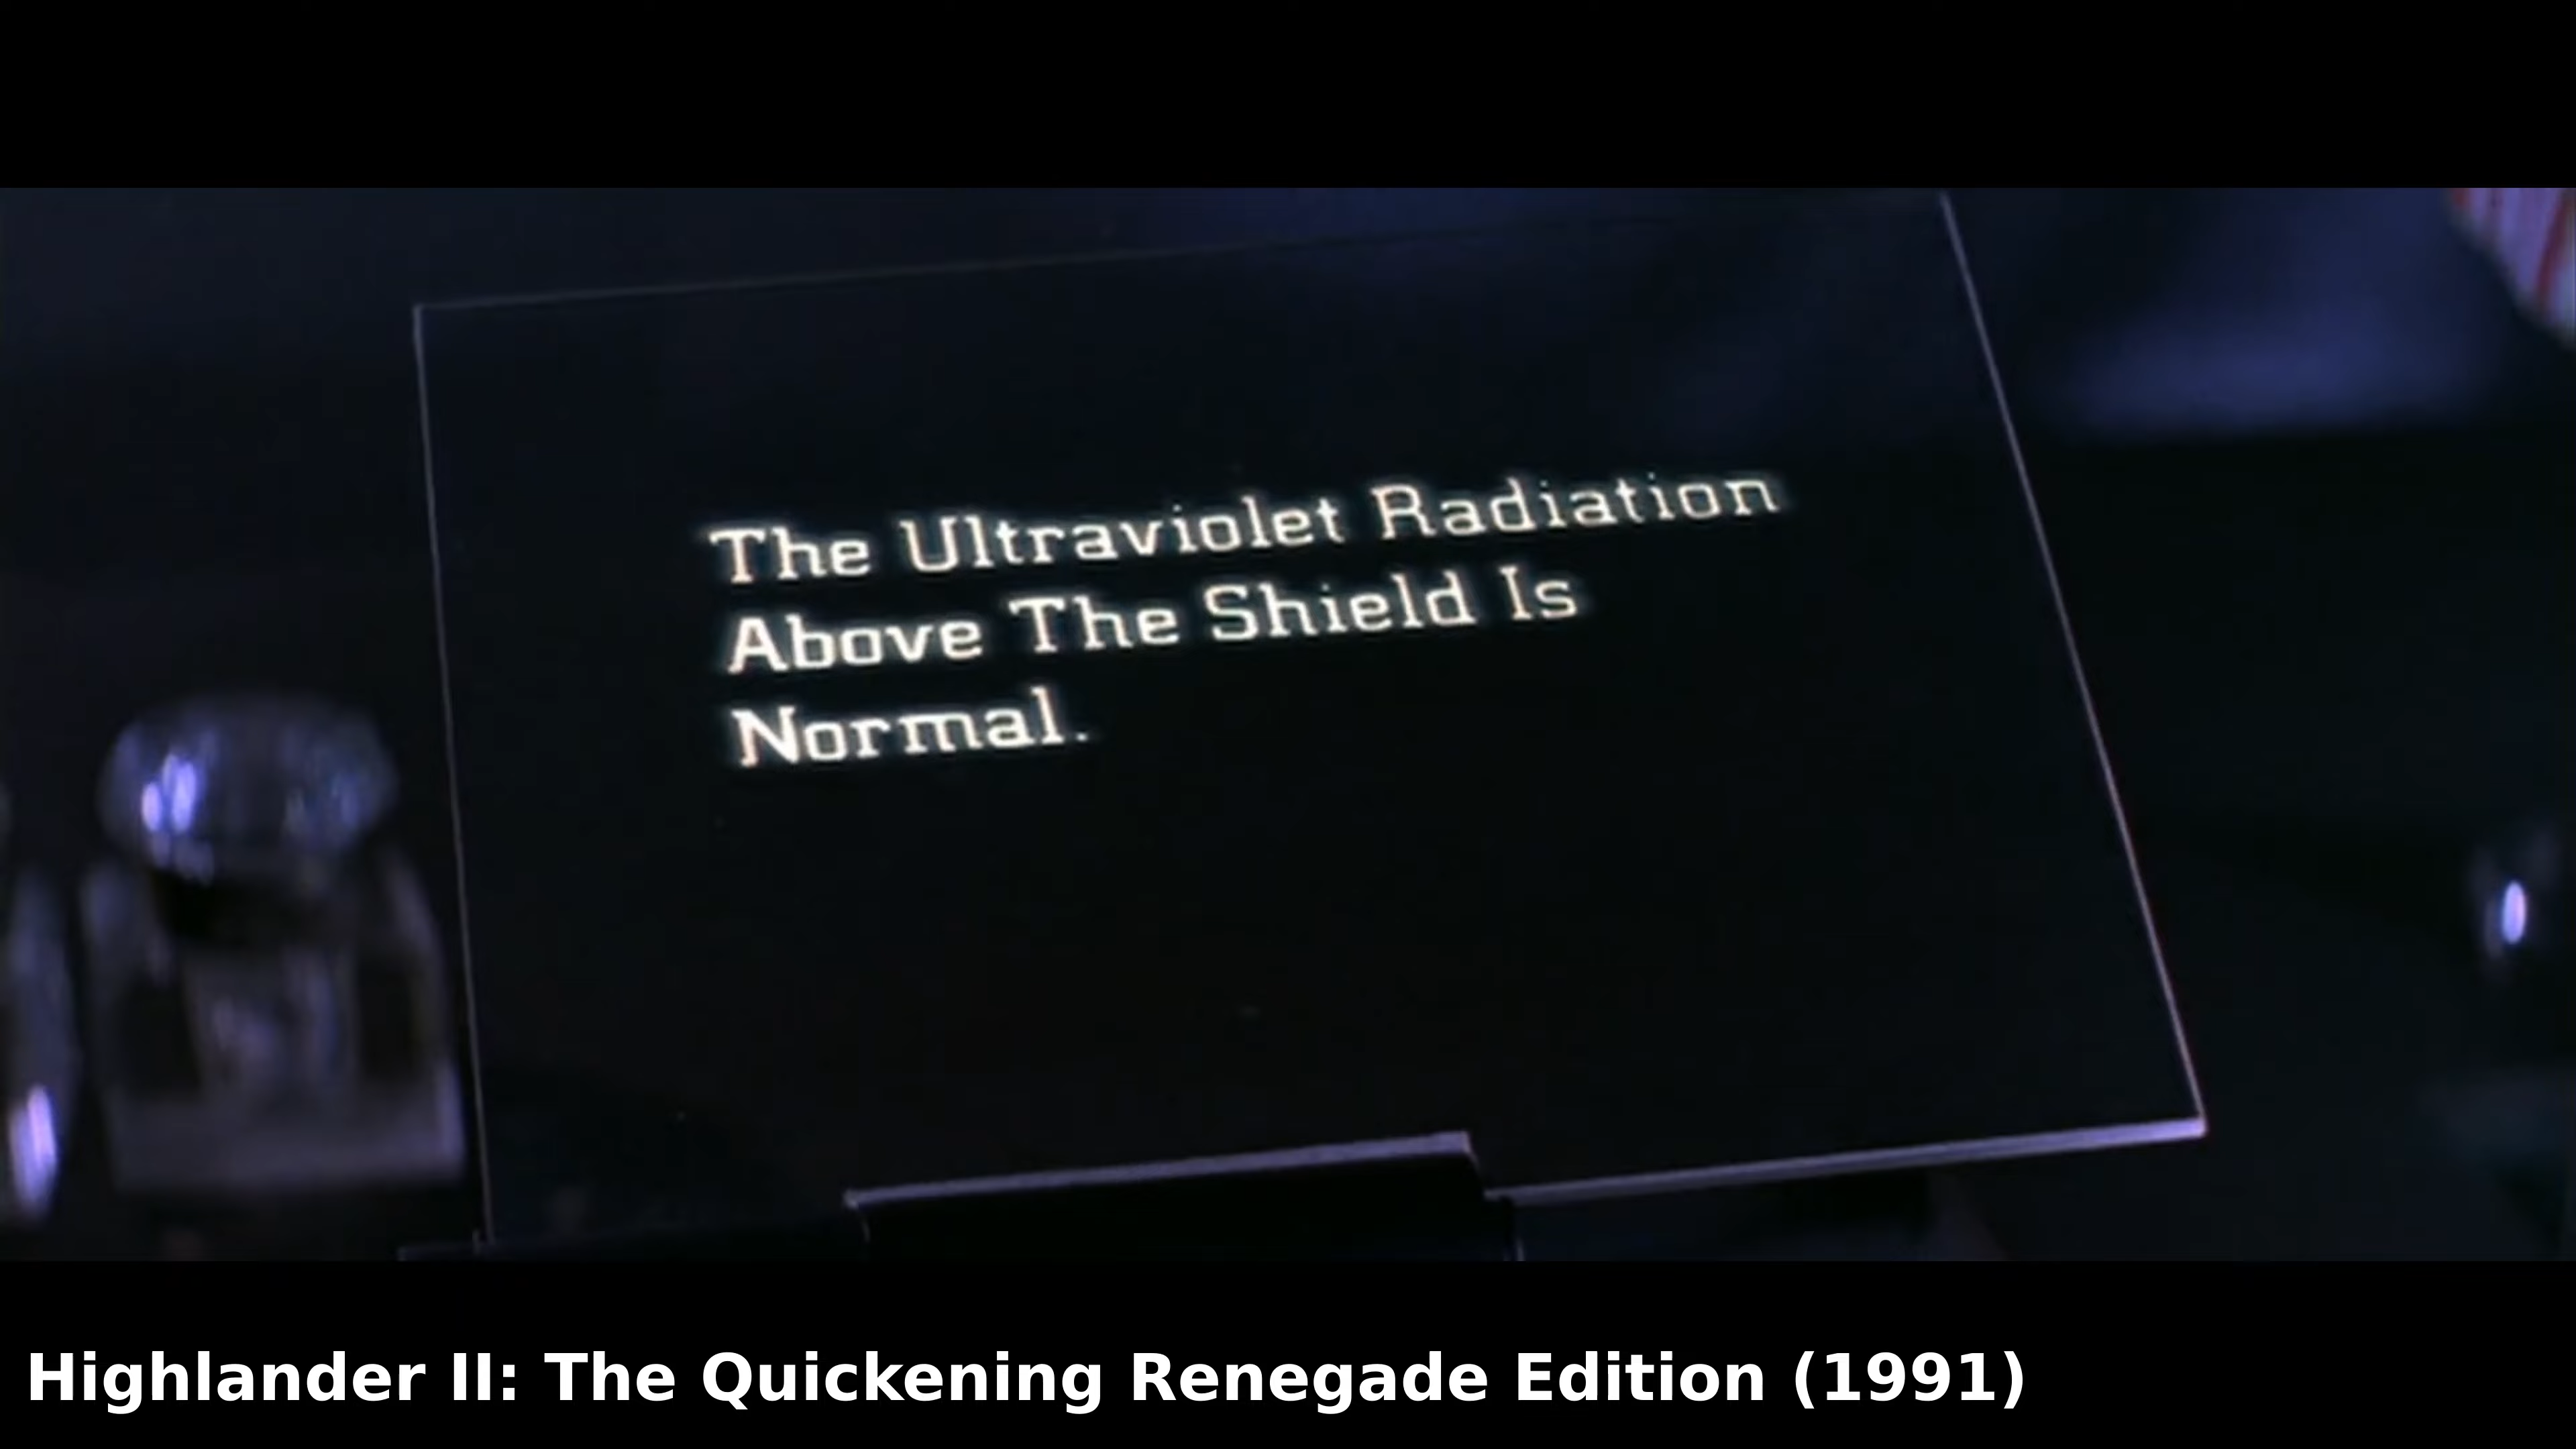 The Ultraviolet Radiation
Above The Shield Is
Normal.
Highlander II: The Quickening Renegade Edition (1991)